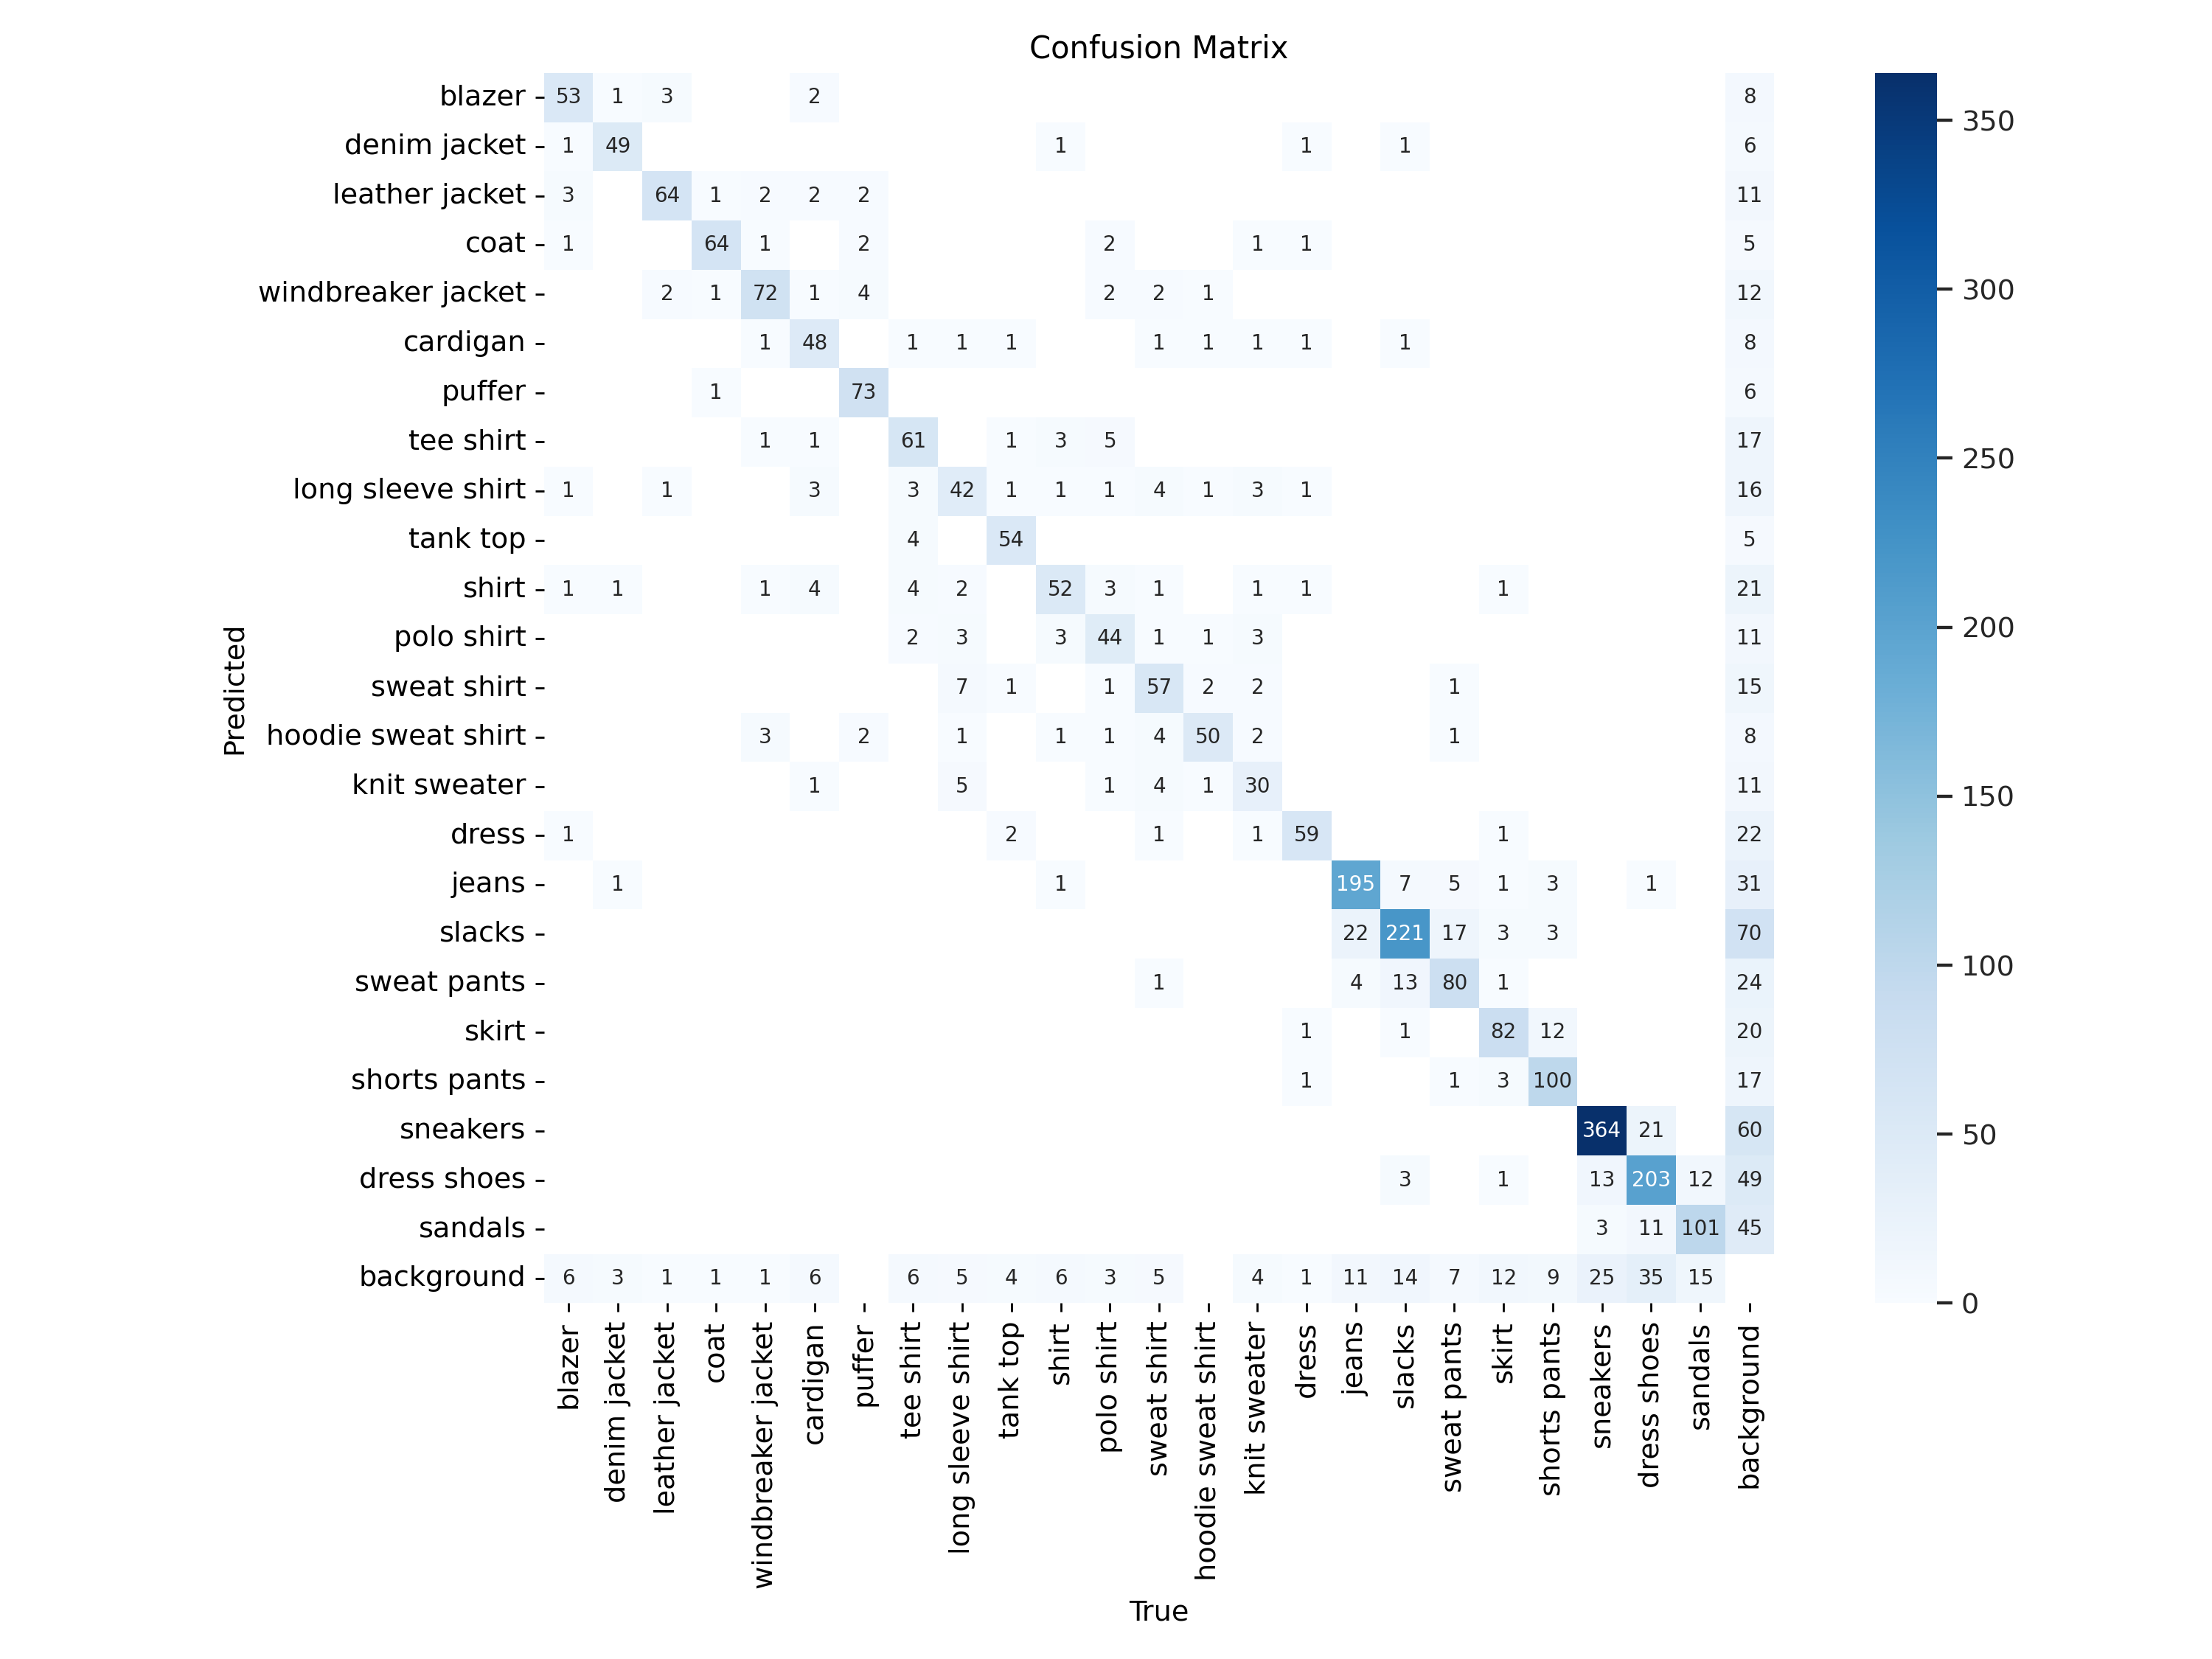 Confusion Matrix
blazer 53 1 3 2 8
denim jacket 1 49 1 1 1 6
leather jacket 3 64 1 2 2 2 11
coat 1 64 1 2 2 1 1 5
windbreaker jacket 2 1 72 1 4 2 2 1 12
cardigan 1 48 1 1 1 1 1 1 1 1 8
puffer 1 73 6
tee shirt 1 1 61 1 3 5 17
long sleeve shirt 1 1 3 3 42 1 1 1 4 1 3 1 16
tank top 4 54 5
shirt 1 1 1 4 4 2 52 3 1 1 1 1 21
polo shirt 2 3 3 44 1 1 3 11
sweat shirt 7 1 1 57 2 2 1 15
hoodie sweat shirt 3 2 1 1 1 4 50 2 1 8
knit sweater 1 5 1 4 1 30 11
dress 1 2 1 1 59 1 22
jeans 1 1 195 7 5 1 3 1 31
slacks 22 221 17 3 3 70
sweat pants 1 4 13 80 1 24
skirt 1 1 82 12 20
shorts pants 1 1 3 100 17
sneakers 364 21 60
dress shoes 3 1 13 203 12 49
sandals 3 11 101 45
background 6 3 1 1 1 6 6 5 4 6 3 5 4 1 11 14 7 12 9 25 35 15
Predicted
blazer
denim jacket
leather jacket
coat
windbreaker jacket
cardigan
puffer
tee shirt
long sleeve shirt
tank top
shirt
polo shirt
sweat shirt
hoodie sweat shirt
knit sweater
dress
jeans
slacks
sweat pants
skirt
shorts pants
sneakers
dress shoes
sandals
background
True
350
300
250
200
150
100
50
0